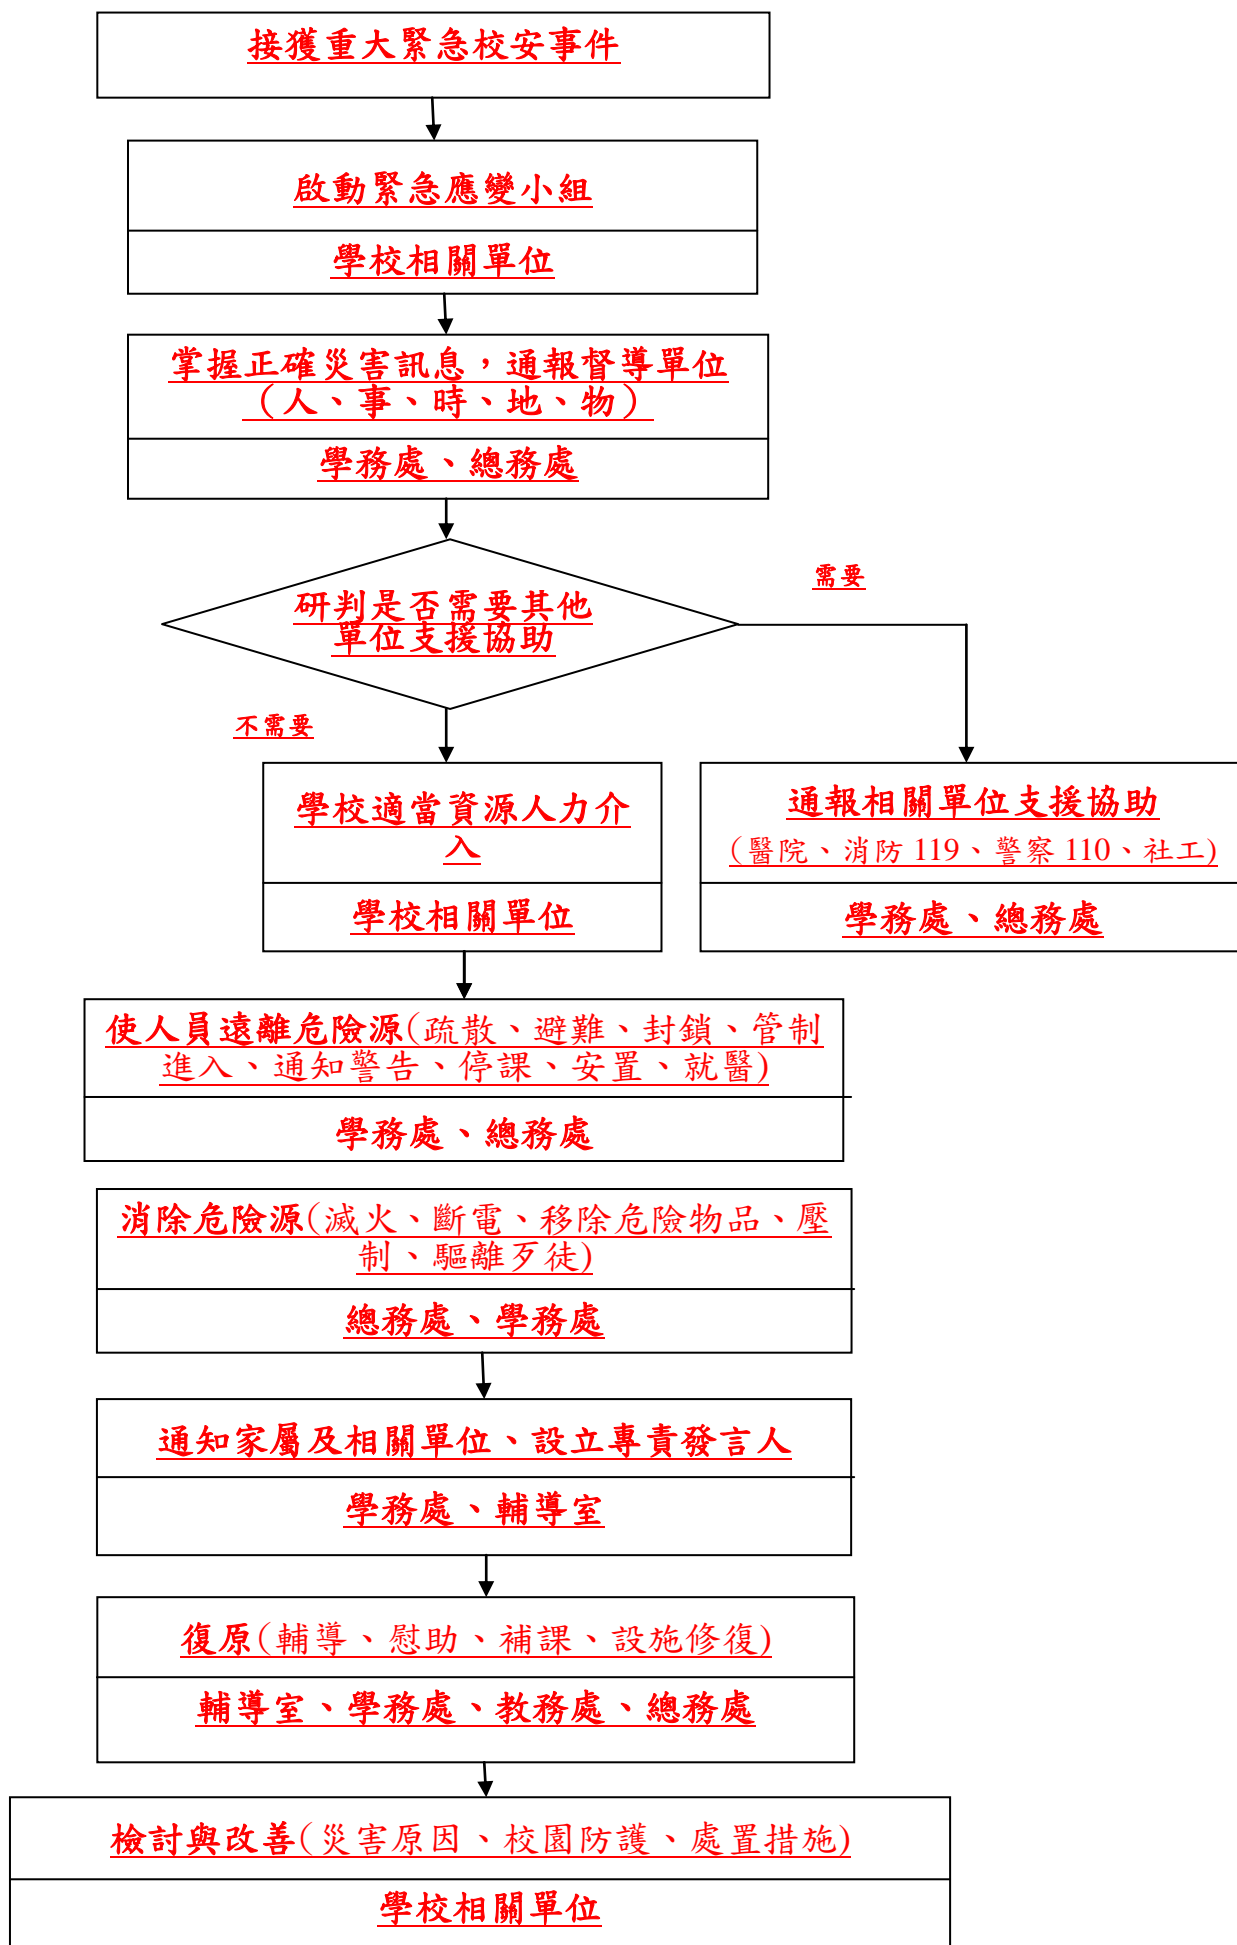 接獲重大緊急校安事件
啟動緊急應變小組
學校相關單位
掌握正確災害訊息，通報督導單位
（人、事、時、地、物）
學務處、總務處
研判是否需要其他
單位支援協助
需要
不需要
學校適當資源人力介
入
學校相關單位
通報相關單位支援協助
(醫院、消防 119、警察 110、社工)
學務處、總務處
使人員遠離危險源(疏散、避難、封鎖、管制
進入、通知警告、停課、安置、就醫)
學務處、總務處
消除危險源(滅火、斷電、移除危險物品、壓
制、驅離歹徒)
總務處、學務處
通知家屬及相關單位、設立專責發言人
學務處、輔導室
復原(輔導、慰助、補課、設施修復)
輔導室、學務處、教務處、總務處
檢討與改善(災害原因、校園防護、處置措施)
學校相關單位